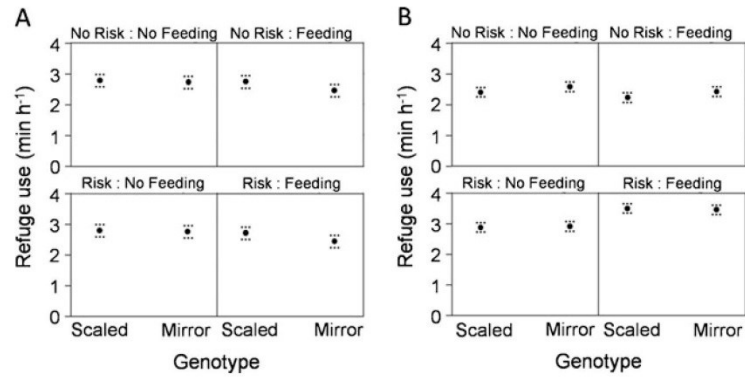 A
No Risk : No Feeding
No Risk : Feeding
4
3
2
1
0
Risk : No Feeding
Risk : Feeding
4
3
2
1
0
Refuge use (min h⁻¹)
Scaled
Mirror
Scaled
Mirror
Genotype
B
No Risk : No Feeding
No Risk : Feeding
4
3
2
1
0
Risk : No Feeding
Risk : Feeding
4
3
2
1
0
Refuge use (min h⁻¹)
Scaled
Mirror
Scaled
Mirror
Genotype